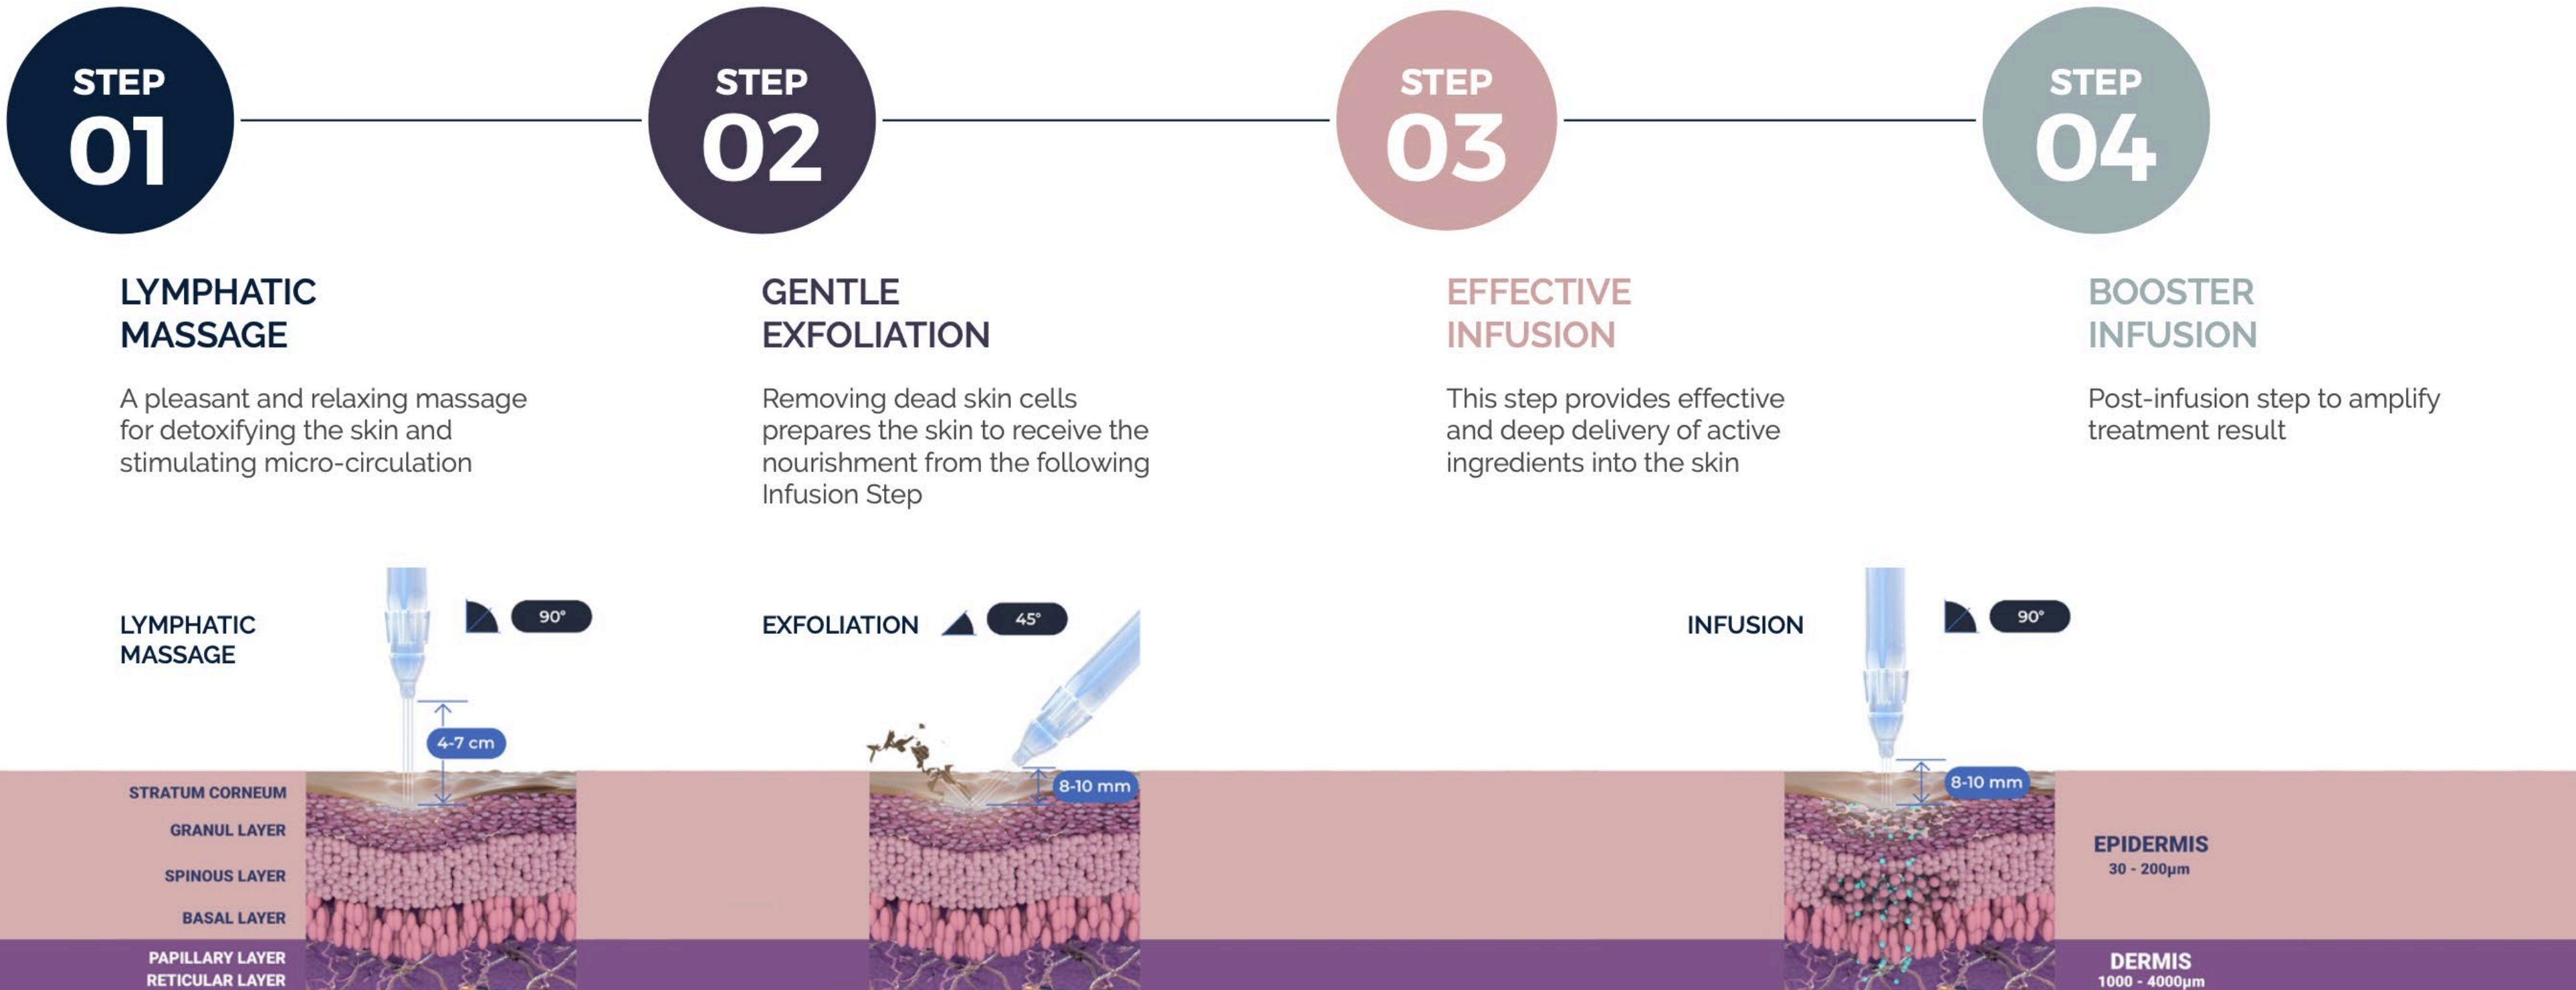 STEP
01
STEP
02
STEP
03
STEP
04
LYMPHATIC
MASSAGE
A pleasant and relaxing massage
for detoxifying the skin and
stimulating micro-circulation
GENTLE
EXFOLIATION
Removing dead skin cells
prepares the skin to receive the
nourishment from the following
Infusion Step
EFFECTIVE
INFUSION
This step provides effective
and deep delivery of active
ingredients into the skin
BOOSTER
INFUSION
Post-infusion step to amplify
treatment result
LYMPHATIC
MASSAGE
90°
4-7 cm
EXFOLIATION
45°
8-10 mm
INFUSION
90°
8-10 mm
STRATUM CORNEUM
GRANUL LAYER
SPINOUS LAYER
BASAL LAYER
PAPILLARY LAYER
RETICULAR LAYER
EPIDERMIS
30 - 200µm
DERMIS
1000 - 4000µm